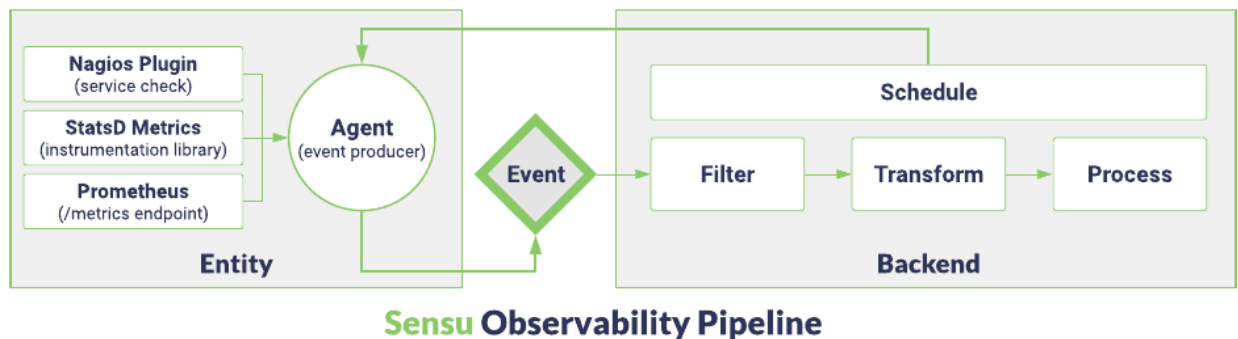 Nagios Plugin
(service check)
StatsD Metrics
(instrumentation library)
Prometheus
(/metrics endpoint)
Agent
(event producer)
Entity
Event
Schedule
Filter
Transform
Process
Backend
Sensu Observability Pipeline